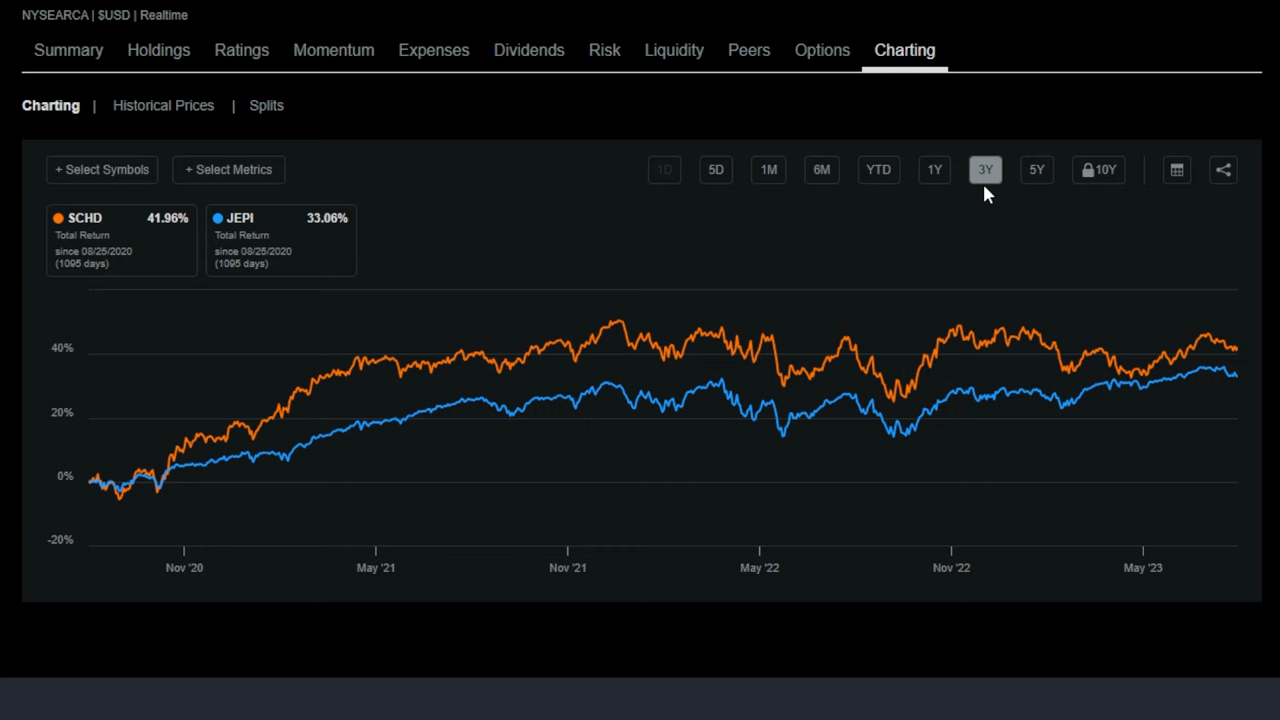 NYSEARCA | $USD | Realtime
Summary Holdings Ratings Momentum Expenses Dividends Risk Liquidity Peers Options Charting
Charting | Historical Prices | Splits
+ Select Symbols + Select Metrics 1D 5D 1M 6M YTD 1Y 3Y 5Y 10Y
SCHD 41.96% JEPI 33.06%
Total Return Total Return
since 08/25/2020 since 08/25/2020
(1095 days) (1095 days)
40%
20%
0%
-20%
Nov '20 May '21 Nov '21 May '22 Nov '22 May '23